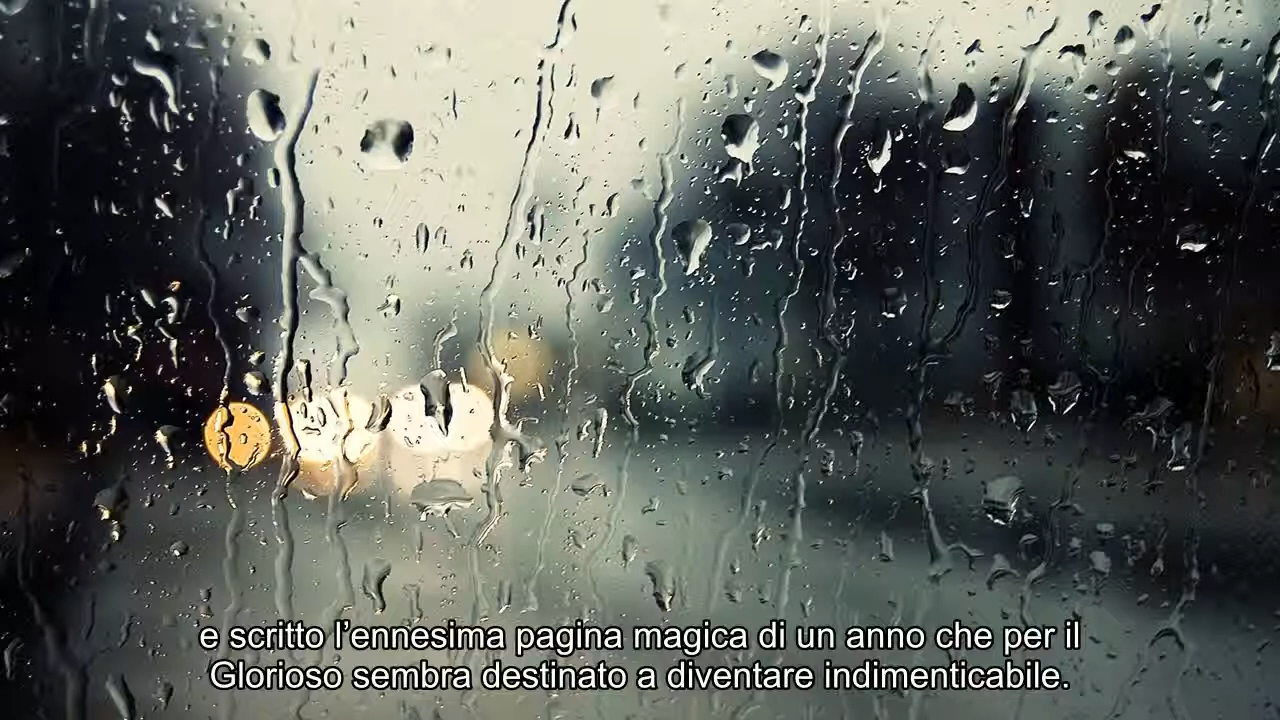 e scritto l’ennesima pagina magica di un anno che per il
Glorioso sembra destinato a diventare indimenticabile.